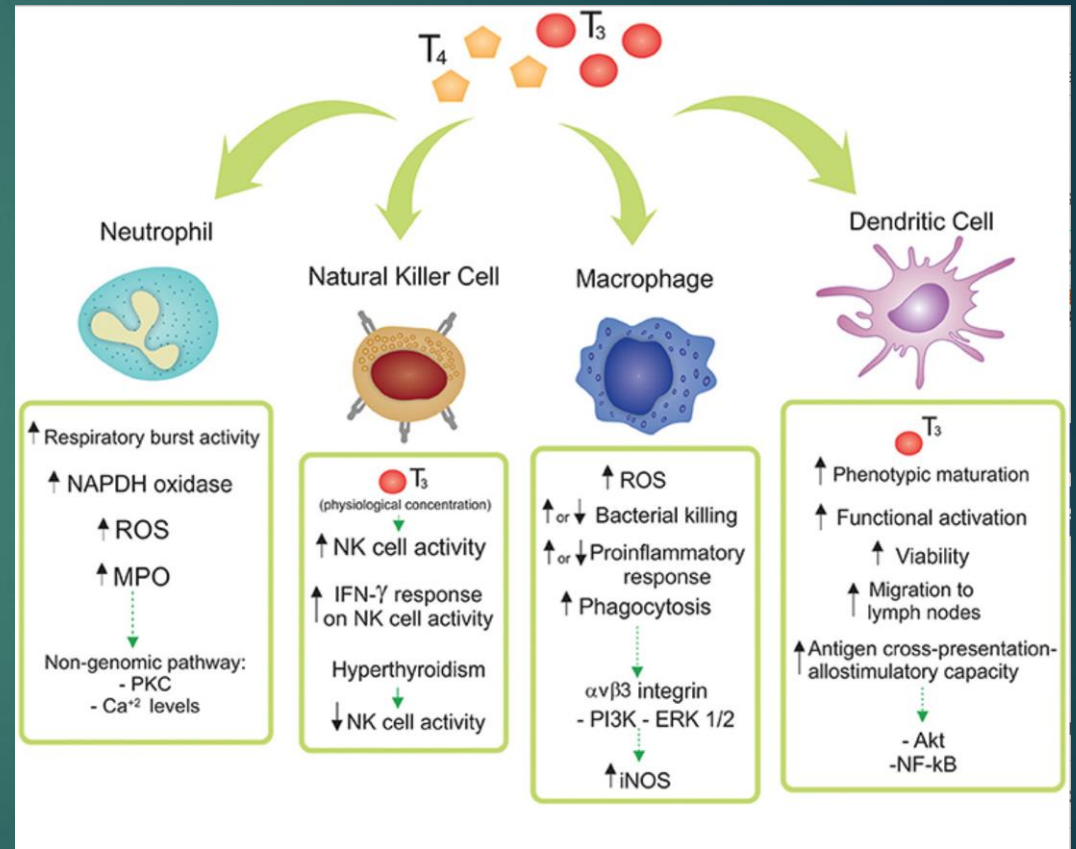 T4
T3
Neutrophil
↑ Respiratory burst activity
↑ NAPDH oxidase
↑ ROS
↑ MPO
Non-genomic pathway:
- PKC
- Ca+2 levels
Natural Killer Cell
T3
(physiological concentration)
↑ NK cell activity
↑ IFN-γ response
on NK cell activity
Hyperthyroidism
↓ NK cell activity
Macrophage
↑ ROS
↑ or ↓ Bacterial killing
↑ or ↓ Proinflammatory
response
↑ Phagocytosis
αvβ3 integrin
- PI3K - ERK 1/2
↑ iNOS
Dendritic Cell
T3
↑ Phenotypic maturation
↑ Functional activation
↑ Viability
↑ Migration to
lymph nodes
↑ Antigen cross-presentation-
allostimulatory capacity
- Akt
-NF-kB